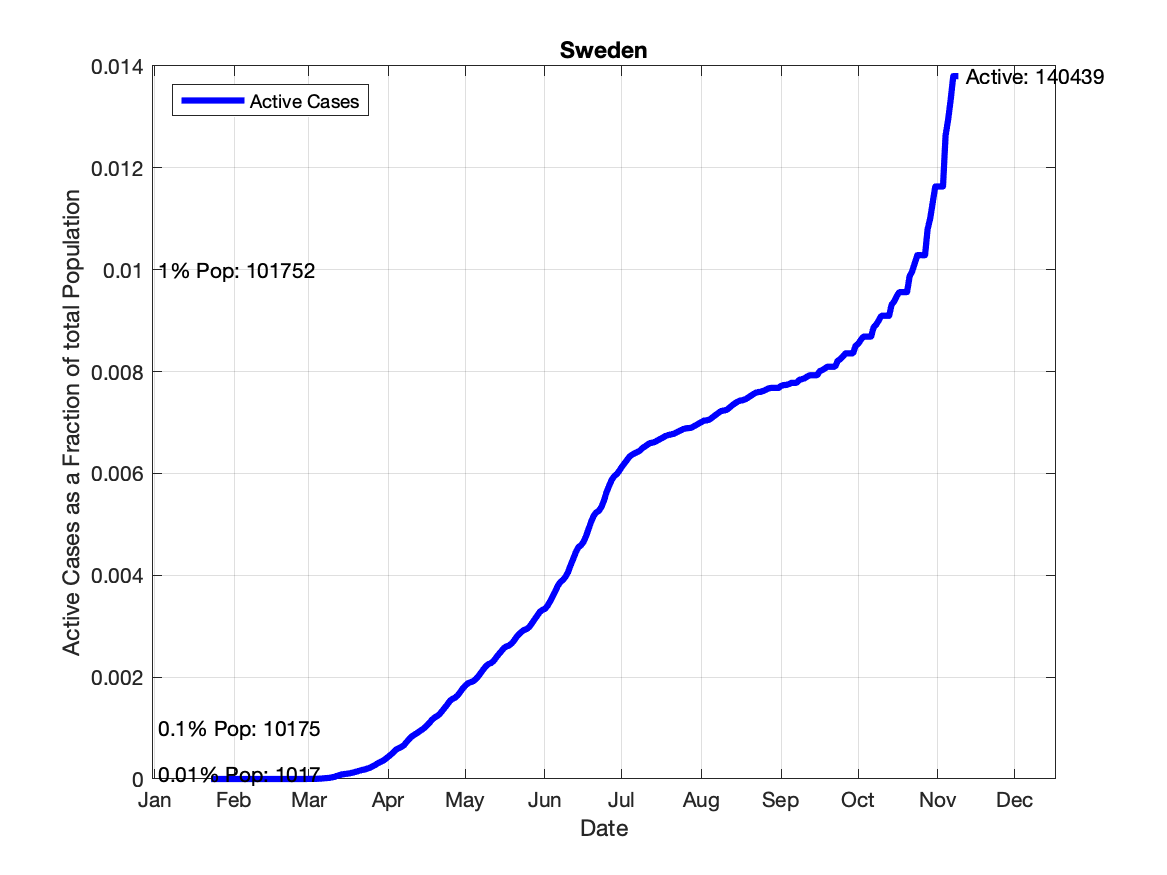 Sweden
0.014
Active: 140439
Active Cases
0.012
1% Pop: 101752
0.01
0.008
0.006
0.004
0.002
0.1% Pop: 10175
0.01% Pop: 1017
0
Jan Feb Mar Apr May Jun Jul Aug Sep Oct Nov Dec
Date
Active Cases as a Fraction of total Population